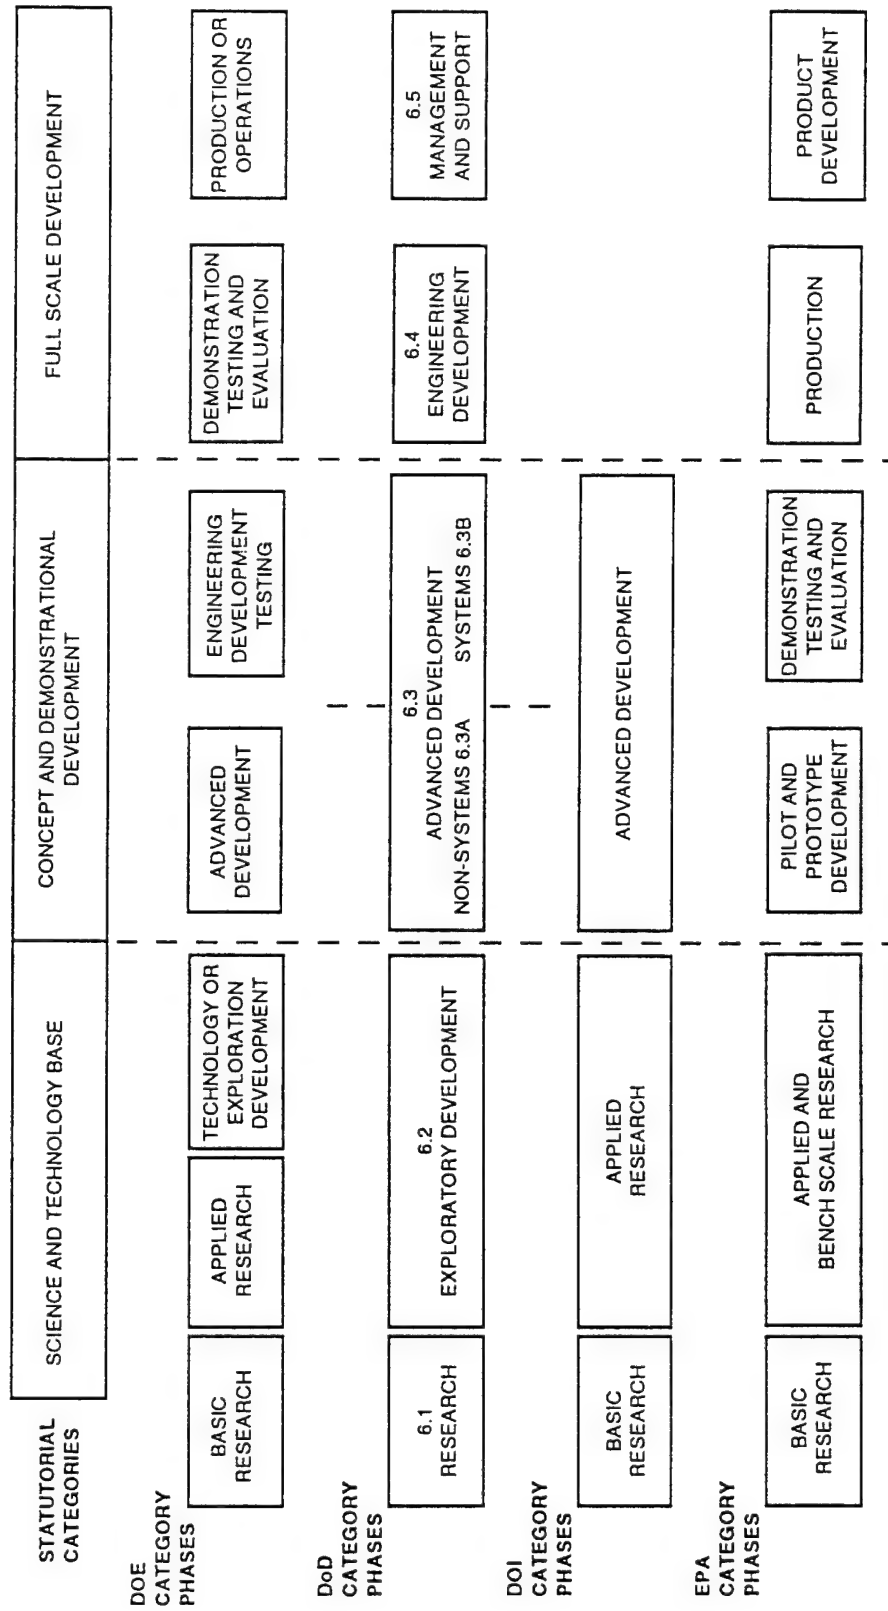 STATUTORIAL
CATEGORIES
SCIENCE AND TECHNOLOGY BASE
CONCEPT AND DEMONSTRATIONAL
DEVELOPMENT
FULL SCALE DEVELOPMENT
DOE
CATEGORY
PHASES
BASIC
RESEARCH
APPLIED
RESEARCH
TECHNOLOGY OR
EXPLORATION
DEVELOPMENT
ADVANCED
DEVELOPMENT
ENGINEERING
DEVELOPMENT
TESTING
DEMONSTRATION
TESTING AND
EVALUATION
PRODUCTION OR
OPERATIONS
DoD
CATEGORY
PHASES
6.1
RESEARCH
6.2
EXPLORATORY DEVELOPMENT
6.3
ADVANCED DEVELOPMENT
NON-SYSTEMS 6.3A SYSTEMS 6.3B
6.4
ENGINEERING
DEVELOPMENT
6.5
MANAGEMENT
AND SUPPORT
DOI
CATEGORY
PHASES
BASIC
RESEARCH
APPLIED
RESEARCH
ADVANCED DEVELOPMENT
EPA
CATEGORY
PHASES
BASIC
RESEARCH
APPLIED AND
BENCH SCALE RESEARCH
PILOT AND
PROTOTYPE
DEVELOPMENT
DEMONSTRATION
TESTING AND
EVALUATION
PRODUCTION
PRODUCT
DEVELOPMENT